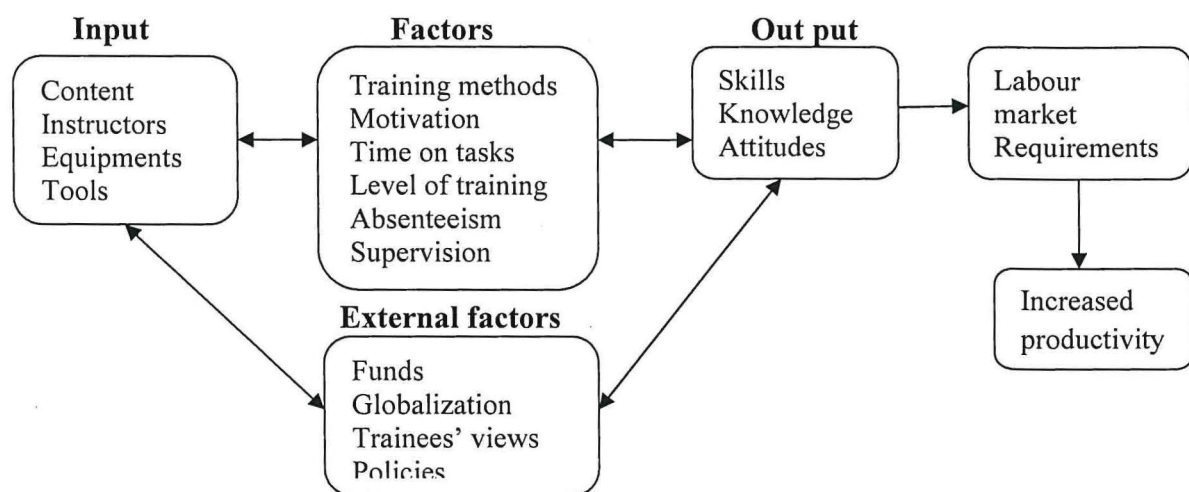 Input
Content
Instructors
Equipments
Tools
Factors
Training methods
Motivation
Time on tasks
Level of training
Absenteeism
Supervision
Out put
Skills
Knowledge
Attitudes
Labour
market
Requirements
Increased
productivity
External factors
Funds
Globalization
Trainees' views
Policies